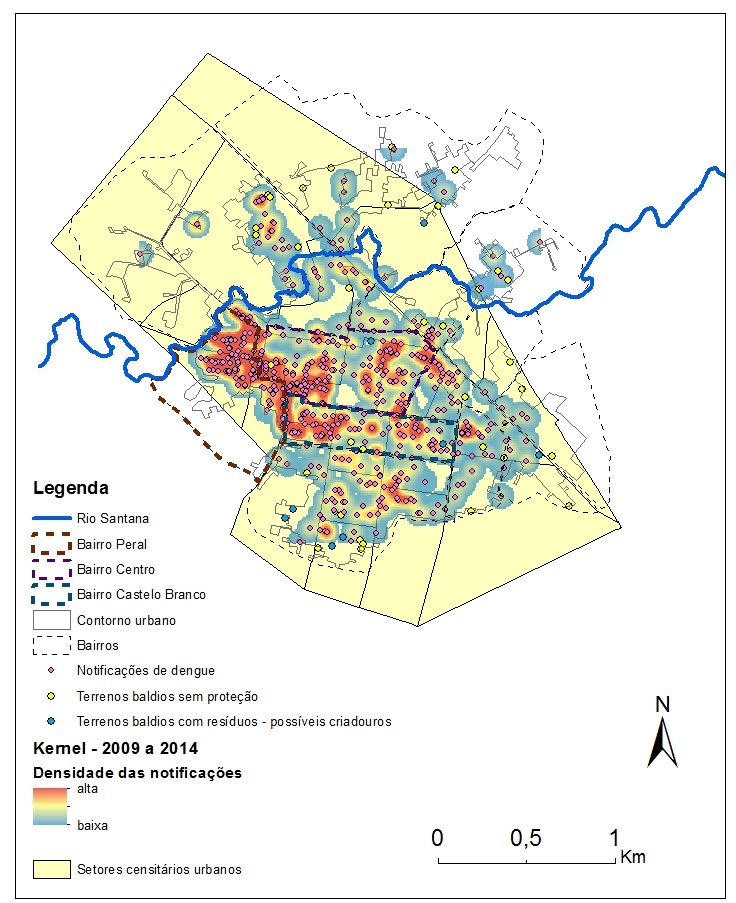 Legenda
Rio Santana
Bairro Peral
Bairro Centro
Bairro Castelo Branco
Contorno urbano
Bairros
Notificações de dengue
Terrenos baldios sem proteção
Terrenos baldios com resíduos - possíveis criadouros
Kernel - 2009 a 2014
Densidade das notificações
alta
baixa
Setores censitários urbanos
N
0 0,5 1
Km